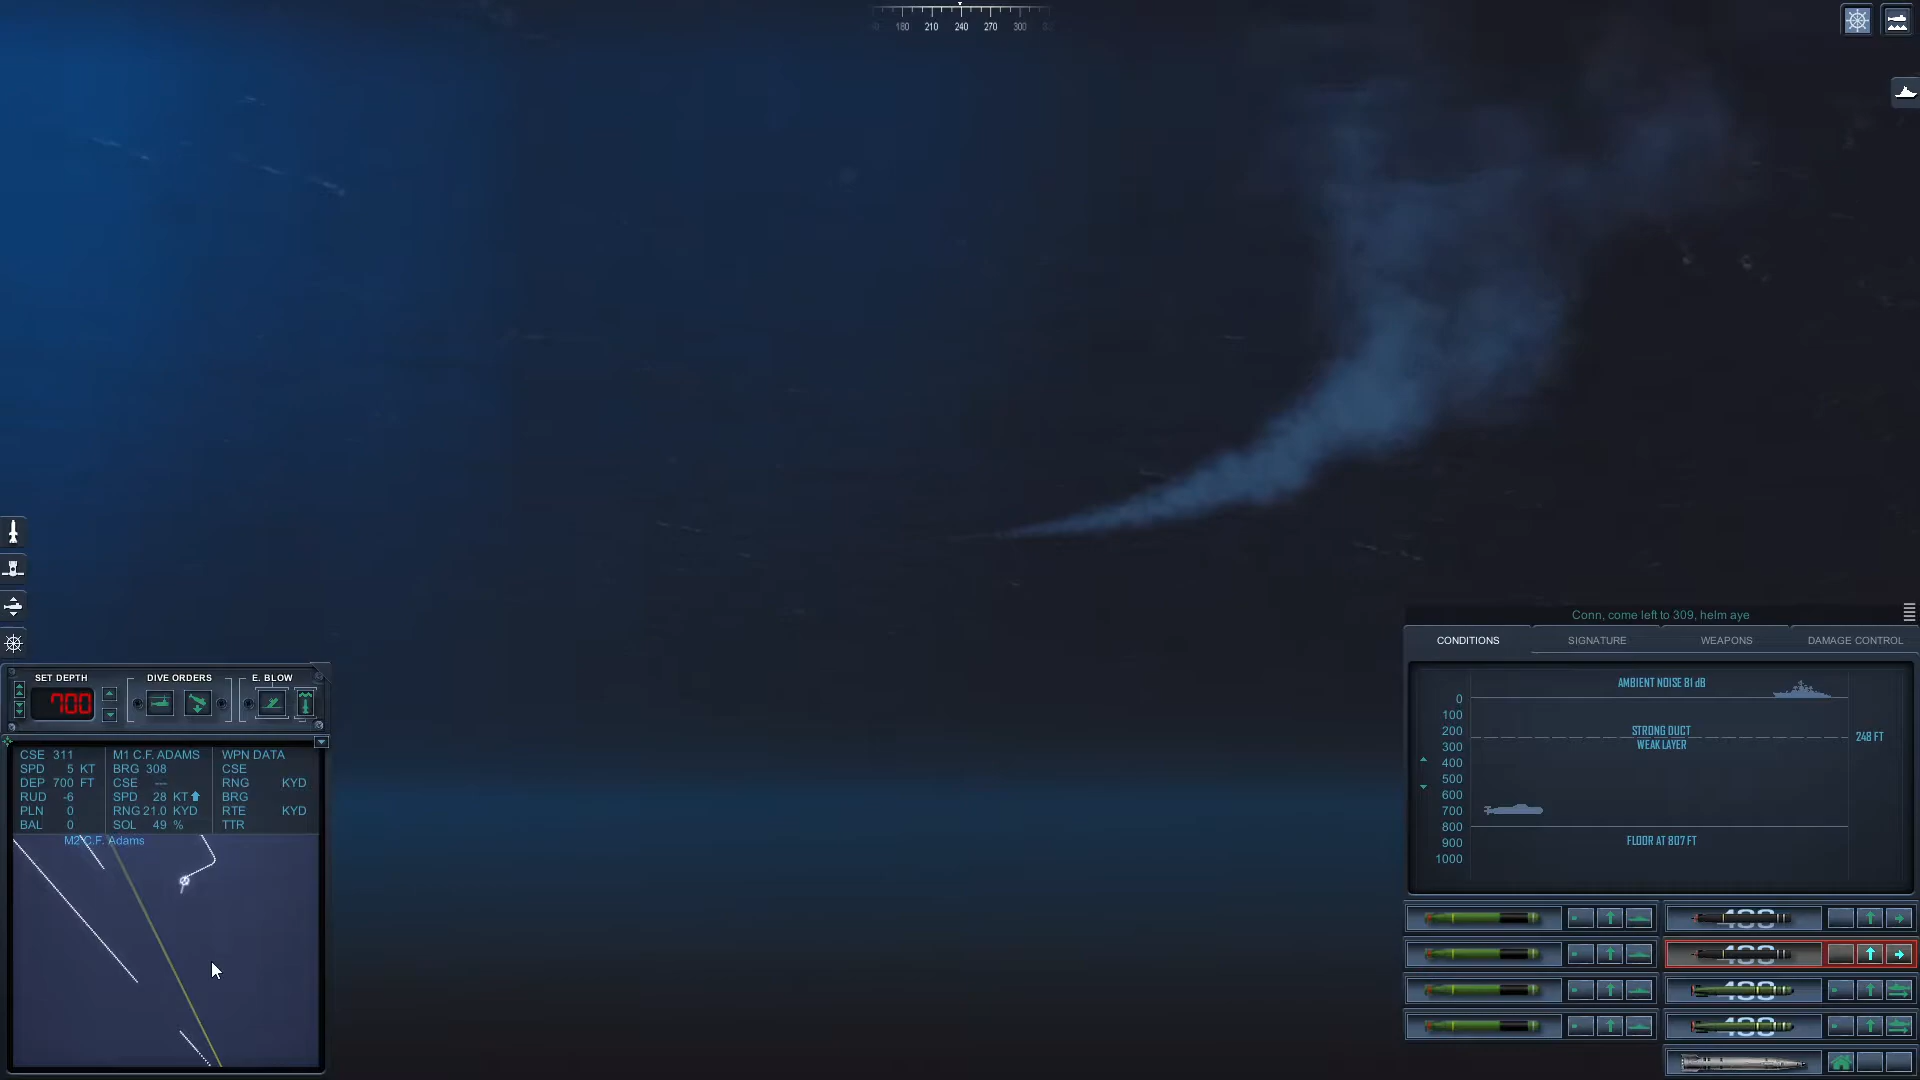 180 210 240 270 300
Conn, come left to 309, helm aye
CONDITIONS SIGNATURE WEAPONS DAMAGE CONTROL
SET DEPTH DIVE ORDERS E. BLOW
700
CSE 311
SPD 5 KT
DEP 700 FT
RUD -6
PLN 0
BAL 0
M1 C.F. ADAMS
BRG 308
CSE ---
SPD 28 KT
RNG 21.0 KYD
SOL 49 %
WPN DATA
CSE
RNG KYD
BRG
RTE KYD
TTR
M2 C.F. Adams
AMBIENT NOISE 81 dB
0
100
200
300
400
500
600
700
800
900
1000
STRONG DUCT
WEAK LAYER
248 FT
FLOOR AT 807 FT